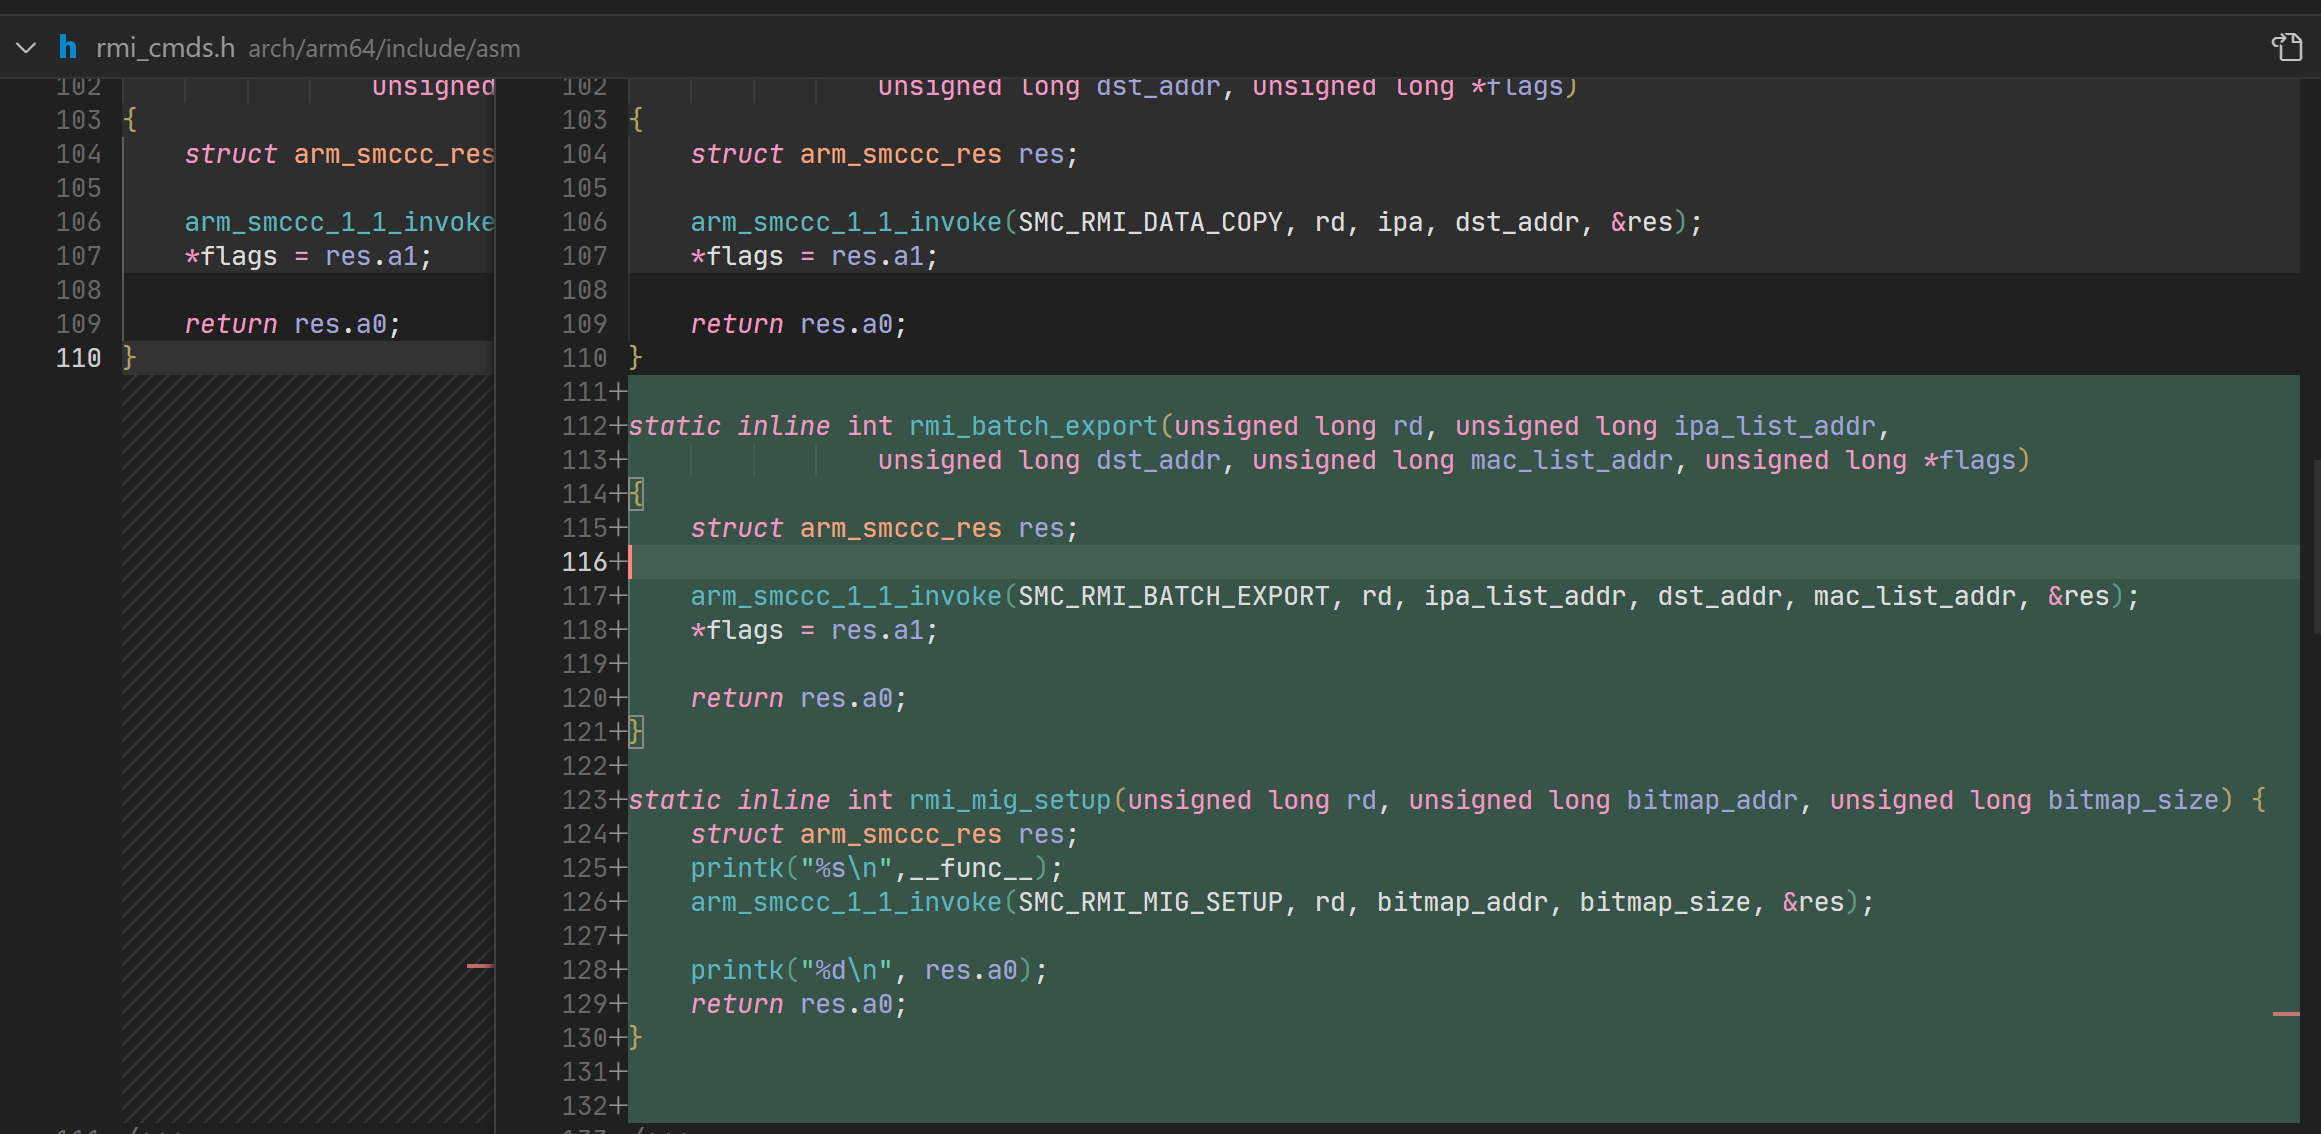 rmi_cmds.h arch/arm64/include/asm
102 unsigned
103 {
104 struct arm_smccc_res
105
106 arm_smccc_1_1_invoke
107 *flags = res.a1;
108
109 return res.a0;
110 }
102 unsigned long dst_addr, unsigned long *flags)
103 {
104 struct arm_smccc_res res;
105
106 arm_smccc_1_1_invoke(SMC_RMI_DATA_COPY, rd, ipa, dst_addr, &res);
107 *flags = res.a1;
108
109 return res.a0;
110 }
111+
112+static inline int rmi_batch_export(unsigned long rd, unsigned long ipa_list_addr,
113+ unsigned long dst_addr, unsigned long mac_list_addr, unsigned long *flags)
114+{
115+ struct arm_smccc_res res;
116+
117+ arm_smccc_1_1_invoke(SMC_RMI_BATCH_EXPORT, rd, ipa_list_addr, dst_addr, mac_list_addr, &res);
118+ *flags = res.a1;
119+
120+ return res.a0;
121+}
122+
123+static inline int rmi_mig_setup(unsigned long rd, unsigned long bitmap_addr, unsigned long bitmap_size) {
124+ struct arm_smccc_res res;
125+ printk("%s\n",__func__);
126+ arm_smccc_1_1_invoke(SMC_RMI_MIG_SETUP, rd, bitmap_addr, bitmap_size, &res);
127+
128+ printk("%d\n", res.a0);
129+ return res.a0;
130+}
131+
132+